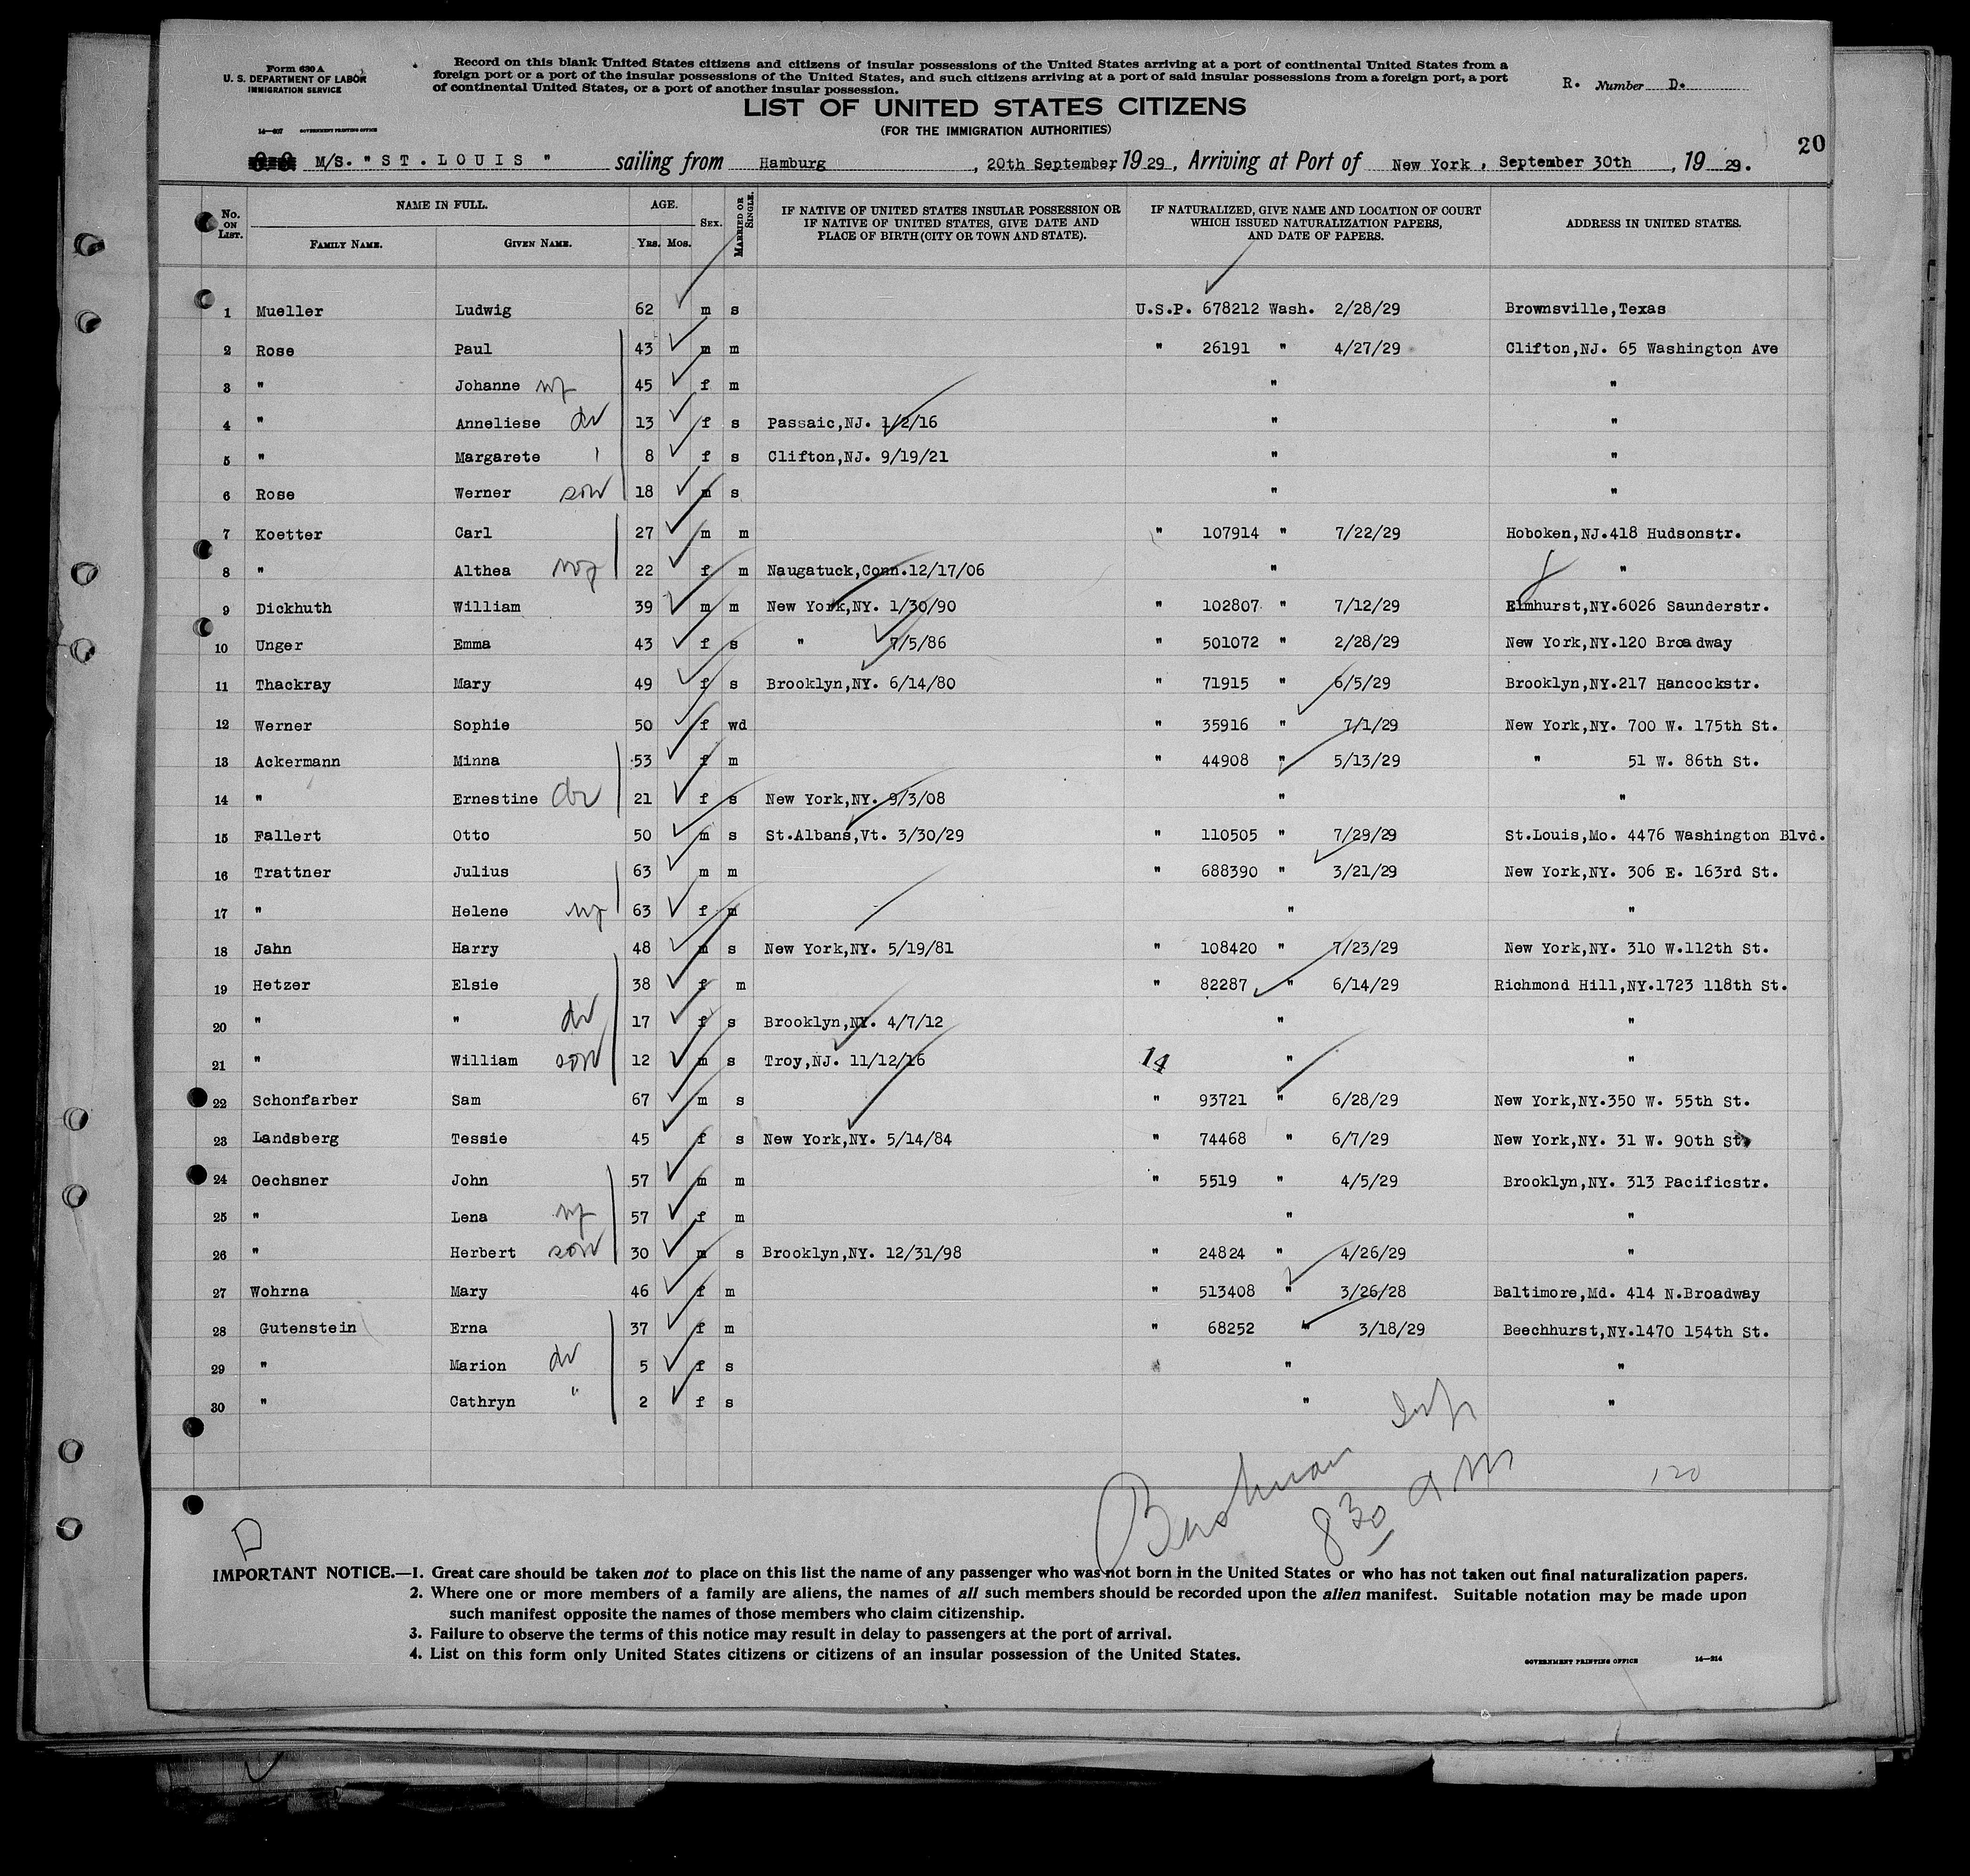 Form 630 A
U. S. DEPARTMENT OF LABOR
IMMIGRATION SERVICE
14—607 GOVERNMENT PRINTING OFFICE
Record on this blank United States citizens and citizens of insular possessions of the United States arriving at a port of continental United States from a
foreign port or a port of the insular possessions of the United States, and such citizens arriving at a port of said insular possessions from a foreign port, a port
of continental United States, or a port of another insular possession.
R. Number D.
LIST OF UNITED STATES CITIZENS
(FOR THE IMMIGRATION AUTHORITIES)
20
M/S. "ST.LOUIS" sailing from Hamburg, 20th September, 1929, Arriving at Port of New York, September 30th, 1929.
No. ON LIST. NAME IN FULL. FAMILY NAME. GIVEN NAME. AGE. YRS. MOS. SEX. MARRIED OR SINGLE. IF NATIVE OF UNITED STATES INSULAR POSSESSION OR IF NATIVE OF UNITED STATES, GIVE DATE AND PLACE OF BIRTH (CITY OR TOWN AND STATE). IF NATURALIZED, GIVE NAME AND LOCATION OF COURT WHICH ISSUED NATURALIZATION PAPERS, AND DATE OF PAPERS. ADDRESS IN UNITED STATES.
1 Mueller Ludwig 62 m s U.S.P. 678212 Wash. 2/28/29 Brownsville,Texas
2 Rose Paul 43 m m " 26191 " 4/27/29 Clifton,NJ. 65 Washington Ave
3 " Johanne wf 45 f m " "
4 " Anneliese dr 13 f s Passaic,NJ. 1/2/16 " "
5 " Margarete 8 f s Clifton,NJ. 9/19/21 " "
6 Rose Werner son 18 m s " "
7 Koetter Carl 27 m m " 107914 " 7/22/29 Hoboken,NJ.418 Hudsonstr.
8 " Althea wf 22 f m Naugatuck,Conn.12/17/06 " "
9 Dickhuth William 39 m m New York,NY. 1/30/90 " 102807 " 7/12/29 Elmhurst,NY.6026 Saunderstr.
10 Unger Emma 43 f s " 7/5/86 " 501072 " 2/28/29 New York,NY.120 Broadway
11 Thackray Mary 49 f s Brooklyn,NY. 6/14/80 " 71915 " 6/5/29 Brooklyn,NY.217 Hancockstr.
12 Werner Sophie 50 f wd " 35916 " 7/1/29 New York,NY. 700 W. 175th St.
13 Ackermann Minna 53 f m " 44908 " 5/13/29 " 51 W. 86th St.
14 " Ernestine dr 21 f s New York,NY. 9/3/08 " "
15 Fallert Otto 50 m s St.Albans,Vt. 3/30/29 " 110505 " 7/29/29 St.Louis,Mo. 4476 Washington Blvd.
16 Trattner Julius 63 m m " 688390 " 3/21/29 New York,NY. 306 E. 163rd St.
17 " Helene wf 63 f m " "
18 Jahn Harry 48 m s New York,NY. 5/19/81 " 108420 " 7/23/29 New York,NY. 310 W.112th St.
19 Hetzer Elsie 38 f m " 82287 " 6/14/29 Richmond Hill,NY.1723 118th St.
20 " " dr 17 f s Brooklyn,NY. 4/7/12 " "
21 " William son 12 m s Troy,NJ. 11/12/16 14 " "
22 Schonfarber Sam 67 m s " 93721 " 6/28/29 New York,NY.350 W. 55th St.
23 Landsberg Tessie 45 f s New York,NY. 5/14/84 " 74468 " 6/7/29 New York,NY. 31 W. 90th St.
24 Oechsner John 57 m m " 5519 " 4/5/29 Brooklyn,NY. 313 Pacificstr.
25 " Lena wf 57 f m " "
26 " Herbert son 30 m s Brooklyn,NY. 12/31/98 " 24824 " 4/26/29 "
27 Wohrna Mary 46 f m " 513408 " 3/26/28 Baltimore,Md. 414 N.Broadway
28 Gutenstein Erna 37 f m " 68252 " 3/18/29 Beechhurst,NY.1470 154th St.
29 " Marion dr 5 f s " "
30 " Cathryn " 2 f s " "
Insp
830 AM
120
IMPORTANT NOTICE.—1. Great care should be taken not to place on this list the name of any passenger who was not born in the United States or who has not taken out final naturalization papers.
2. Where one or more members of a family are aliens, the names of all such members should be recorded upon the alien manifest. Suitable notation may be made upon
such manifest opposite the names of those members who claim citizenship.
3. Failure to observe the terms of this notice may result in delay to passengers at the port of arrival.
4. List on this form only United States citizens or citizens of an insular possession of the United States.
GOVERNMENT PRINTING OFFICE 14—214